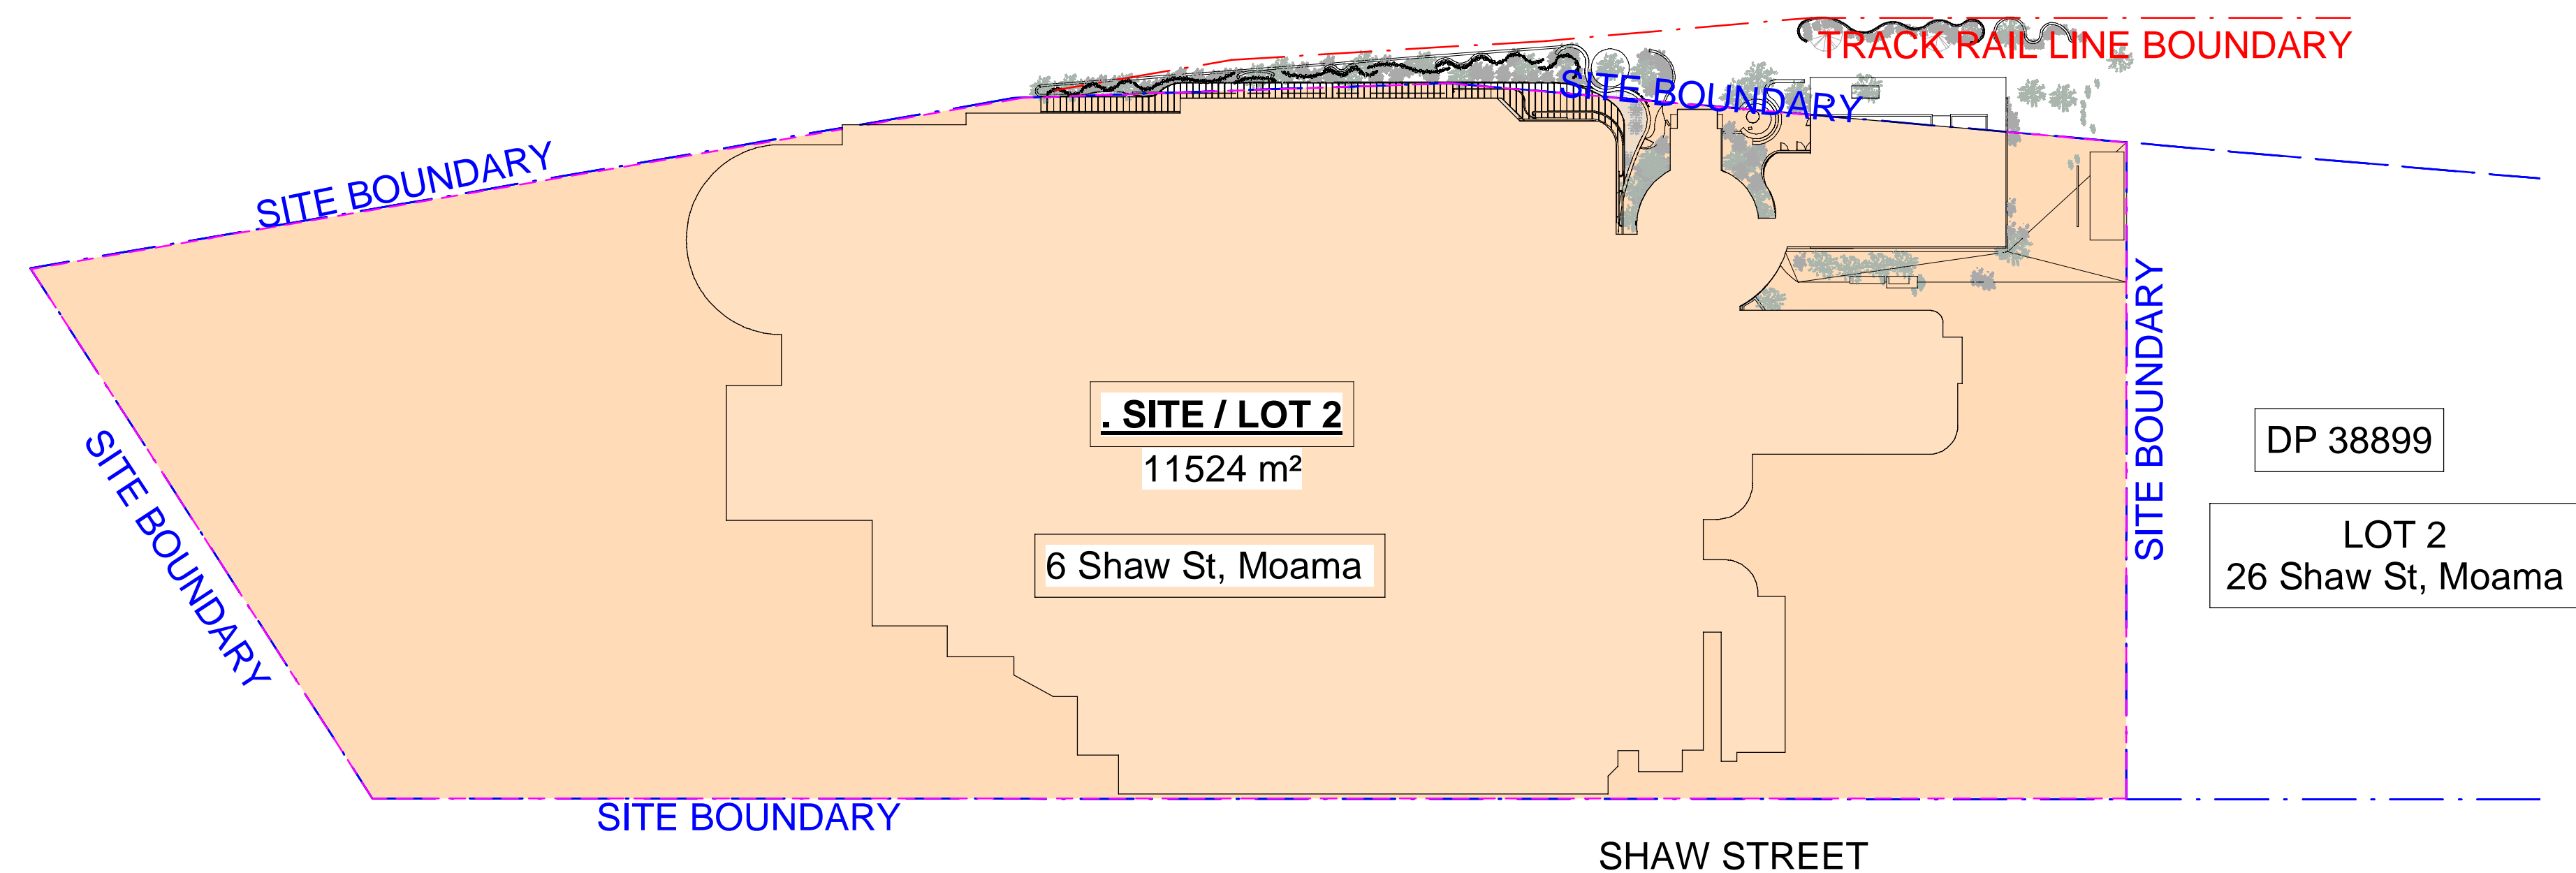 TRACK RAIL LINE BOUNDARY
SITE BOUNDARY
SITE BOUNDARY
. SITE / LOT 2
11524 m²
6 Shaw St, Moama
SITE BOUNDARY
SITE BOUNDARY
DP 38899
LOT 2
26 Shaw St, Moama
SITE BOUNDARY
SHAW STREET